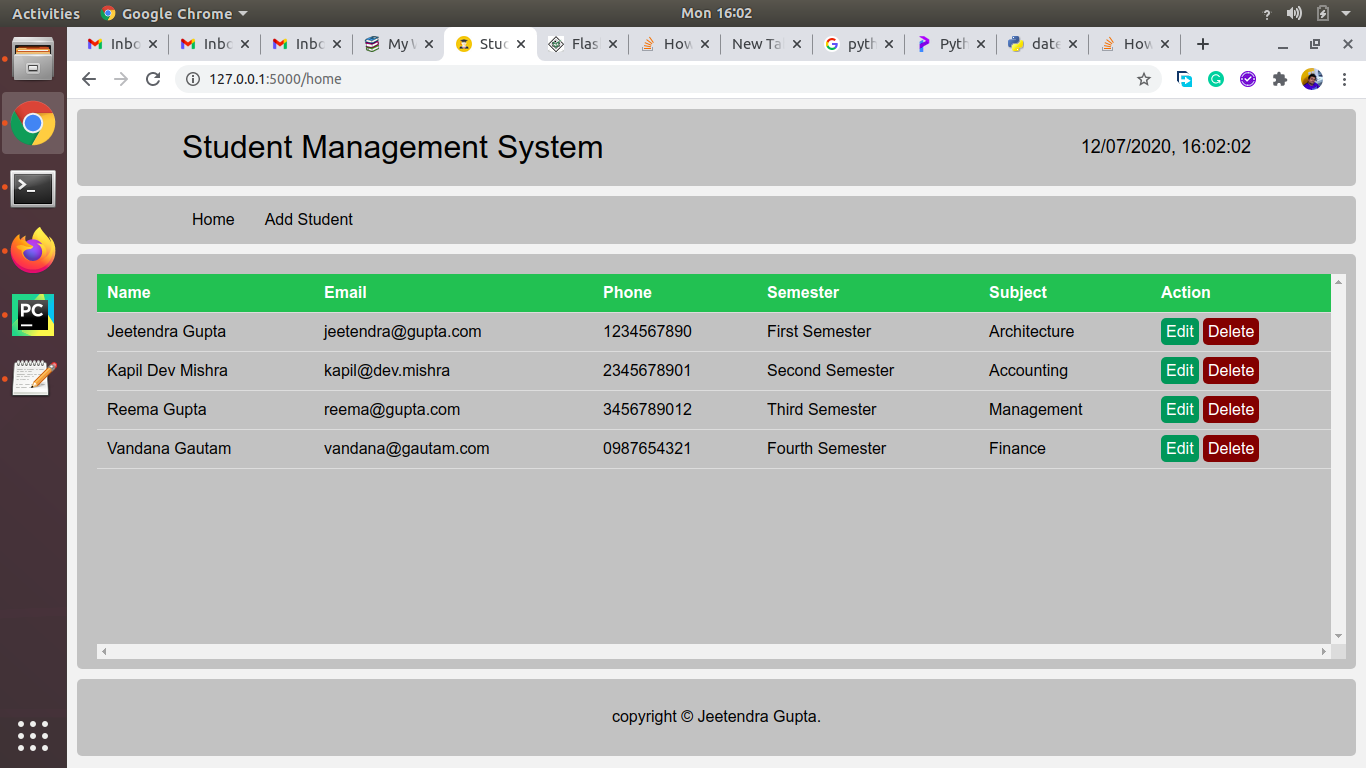 Activities Google Chrome Mon 16:02 ?
Inbo Inbo Inbo My W Stud Flas How New Ta pyth Pyth date How
127.0.0.1:5000/home
Student Management System 12/07/2020, 16:02:02
Home Add Student
Name Email Phone Semester Subject Action
Jeetendra Gupta jeetendra@gupta.com 1234567890 First Semester Architecture Edit Delete
Kapil Dev Mishra kapil@dev.mishra 2345678901 Second Semester Accounting Edit Delete
Reema Gupta reema@gupta.com 3456789012 Third Semester Management Edit Delete
Vandana Gautam vandana@gautam.com 0987654321 Fourth Semester Finance Edit Delete
copyright © Jeetendra Gupta.